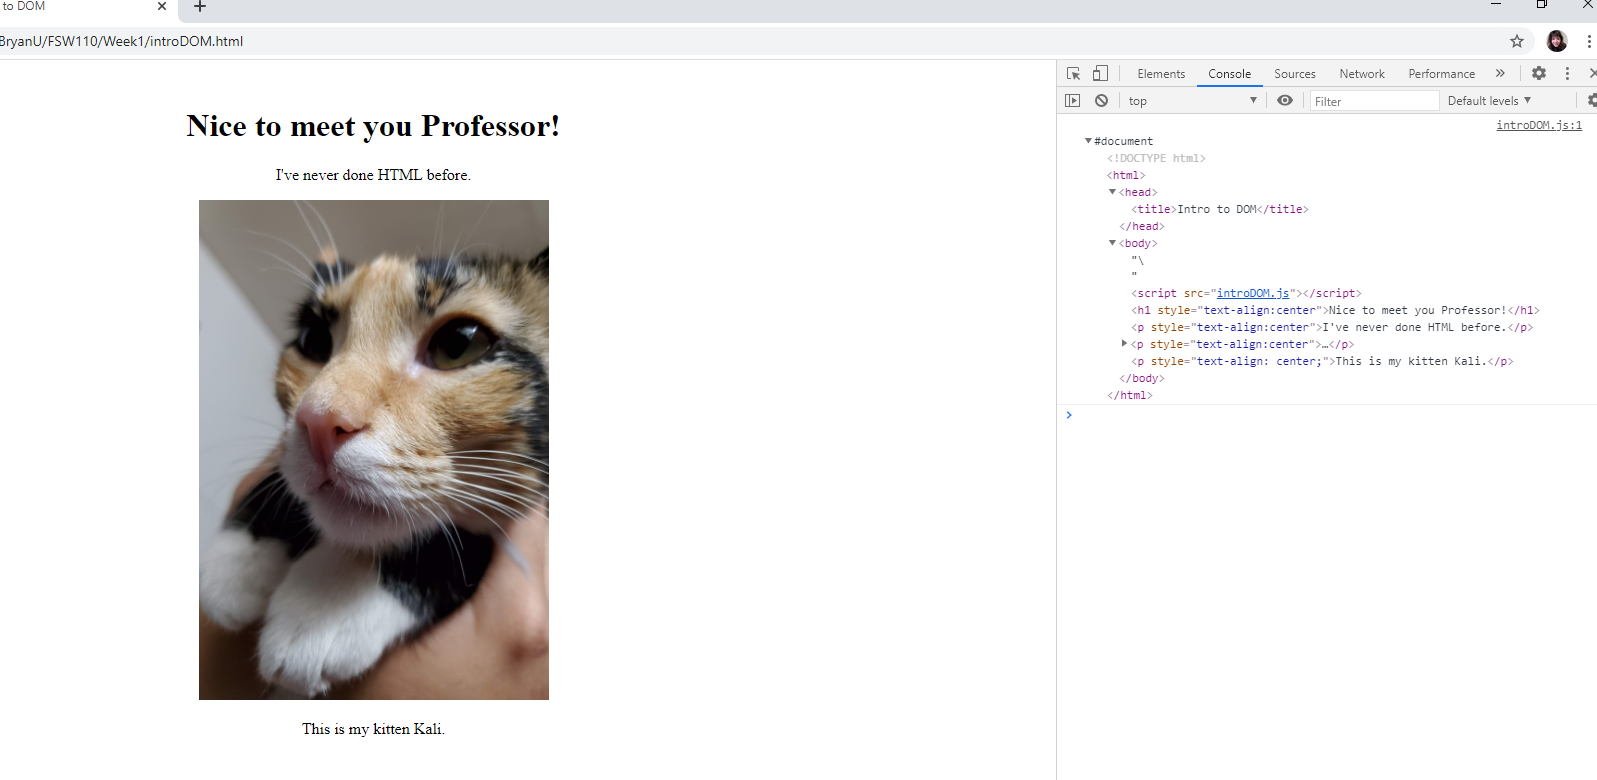 to DOM
BryanU/FSW110/Week1/introDOM.html
Elements Console Sources Network Performance
top Filter Default levels
Nice to meet you Professor!
I've never done HTML before.
This is my kitten Kali.
introDOM.js:1
#document
<!DOCTYPE html>
<html>
<head>
<title>Intro to DOM</title>
</head>
<body>
"\
"
<script src="introDOM.js"></script>
<h1 style="text-align:center">Nice to meet you Professor!</h1>
<p style="text-align:center">I've never done HTML before.</p>
<p style="text-align:center">…</p>
<p style="text-align: center;">This is my kitten Kali.</p>
</body>
</html>